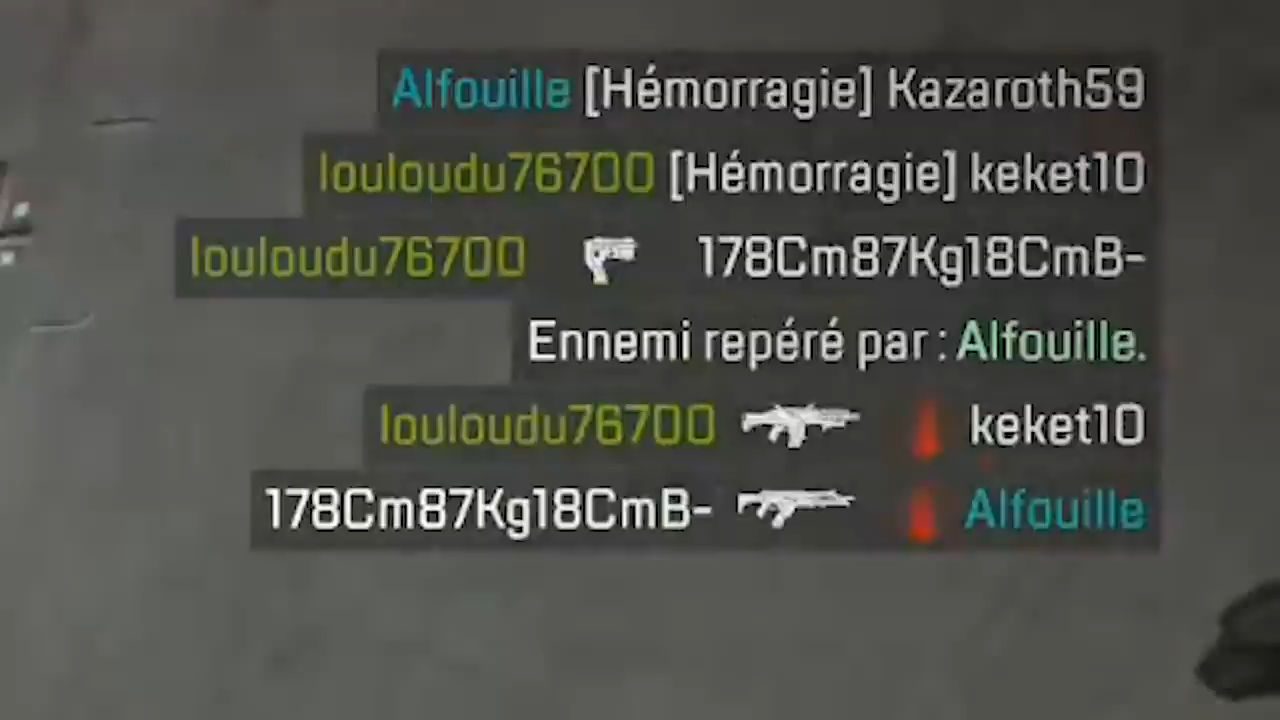 Alfouille [Hémorragie] Kazaroth59
louloudu76700 [Hémorragie] keket10
louloudu76700 178Cm87Kg18CmB-
Ennemi repéré par : Alfouille.
louloudu76700 keket10
178Cm87Kg18CmB- Alfouille